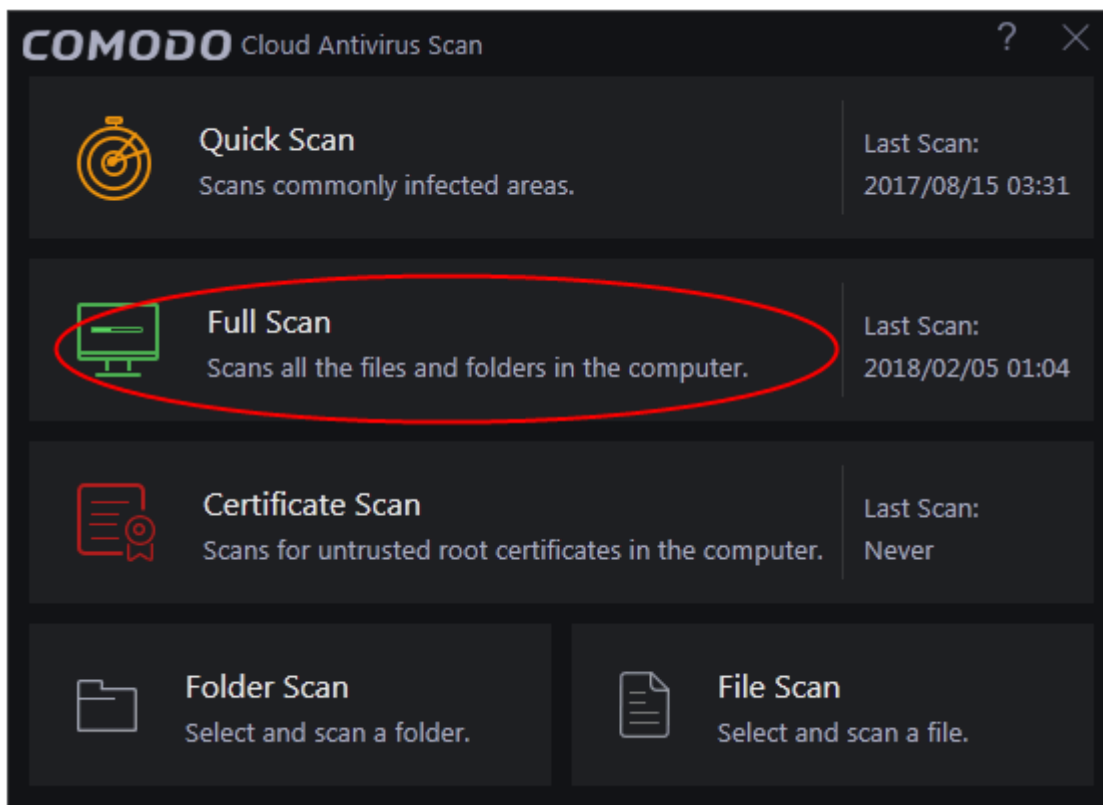 COMODO Cloud Antivirus Scan ?
Quick Scan
Scans commonly infected areas.
Last Scan:
2017/08/15 03:31
Full Scan
Scans all the files and folders in the computer.
Last Scan:
2018/02/05 01:04
Certificate Scan
Scans for untrusted root certificates in the computer.
Last Scan:
Never
Folder Scan
Select and scan a folder.
File Scan
Select and scan a file.